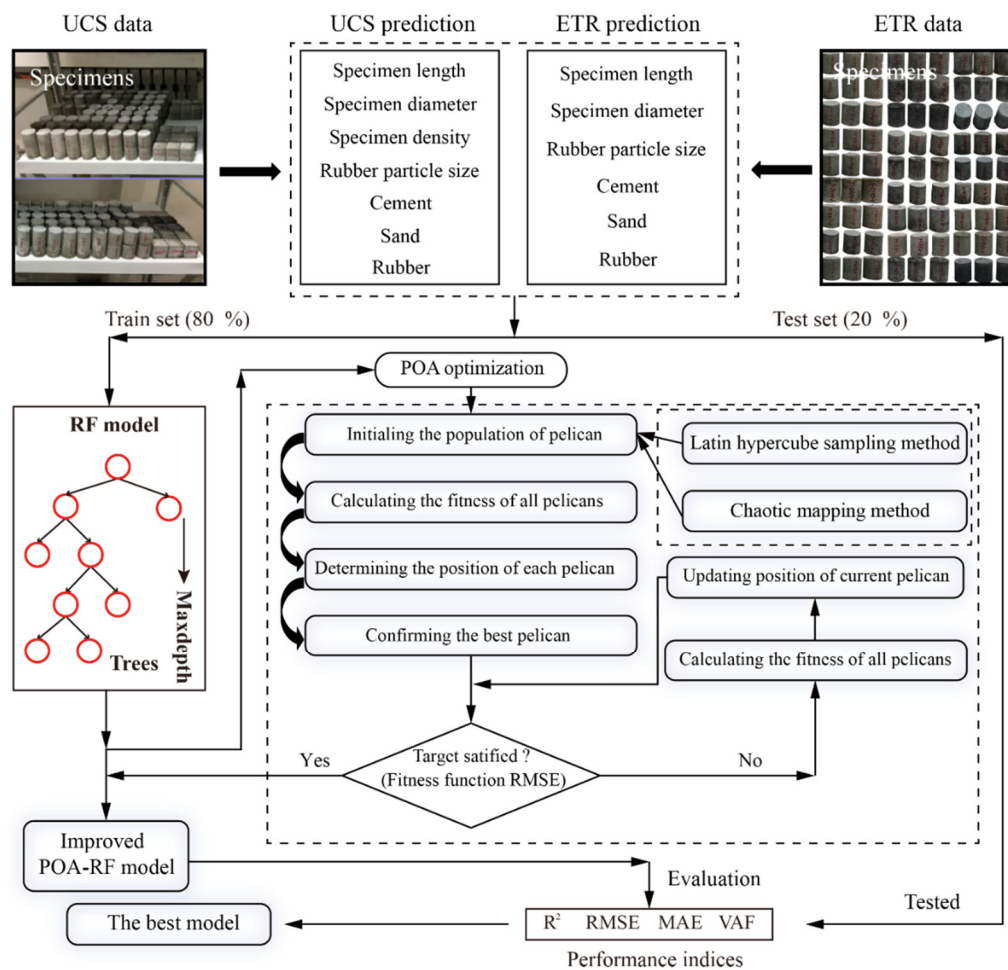 UCS data
UCS prediction
ETR prediction
ETR data
Specimens
Specimen length
Specimen diameter
Specimen density
Rubber particle size
Cement
Sand
Rubber
Specimen length
Specimen diameter
Rubber particle size
Cement
Sand
Rubber
Specimens
Train set (80 %)
Test set (20 %)
POA optimization
RF model
Maxdepth
Trees
Initialing the population of pelican
Calculating the fitness of all pelicans
Determining the position of each pelican
Confirming the best pelican
Latin hypercube sampling method
Chaotic mapping method
Updating position of current pelican
Calculating the fitness of all pelicans
Target satified ?
(Fitness function RMSE)
Yes
No
Improved
POA-RF model
Evaluation
Tested
The best model
R² RMSE MAE VAF
Performance indices